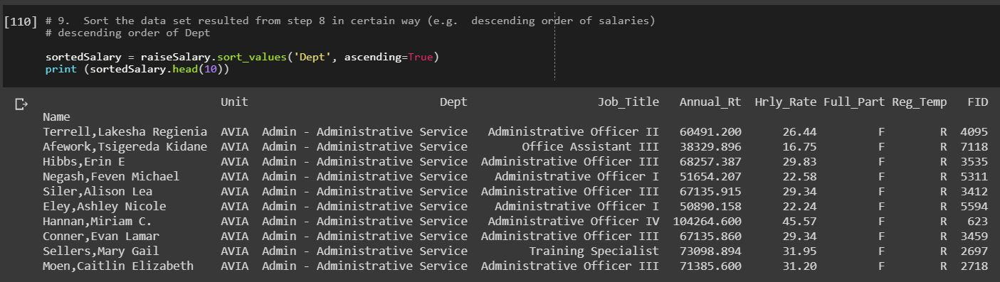 [110] # 9.  Sort the data set resulted from step 8 in certain way (e.g.  descending order of salaries)
# descending order of Dept
sortedSalary = raiseSalary.sort_values('Dept', ascending=True)
print (sortedSalary.head(10))
Unit Dept Job_Title Annual_Rt Hrly_Rate Full_Part Reg_Temp FID
Name
Terrell,Lakesha Regienia AVIA Admin - Administrative Service Administrative Officer II 60491.200 26.44 F R 4095
Afework,Tsigereda Kidane AVIA Admin - Administrative Service Office Assistant III 38329.896 16.75 F R 7118
Hibbs,Erin E AVIA Admin - Administrative Service Administrative Officer III 68257.387 29.83 F R 3535
Negash,Feven Michael AVIA Admin - Administrative Service Administrative Officer I 51654.207 22.58 F R 5311
Siler,Alison Lea AVIA Admin - Administrative Service Administrative Officer III 67135.915 29.34 F R 3412
Eley,Ashley Nicole AVIA Admin - Administrative Service Administrative Officer I 50890.158 22.24 F R 5594
Hannan,Miriam C. AVIA Admin - Administrative Service Administrative Officer IV 104264.600 45.57 F R 623
Conner,Evan Lamar AVIA Admin - Administrative Service Administrative Officer III 67135.860 29.34 F R 3459
Sellers,Mary Gail AVIA Admin - Administrative Service Training Specialist 73098.894 31.95 F R 2697
Moen,Caitlin Elizabeth AVIA Admin - Administrative Service Administrative Officer III 71385.600 31.20 F R 2718